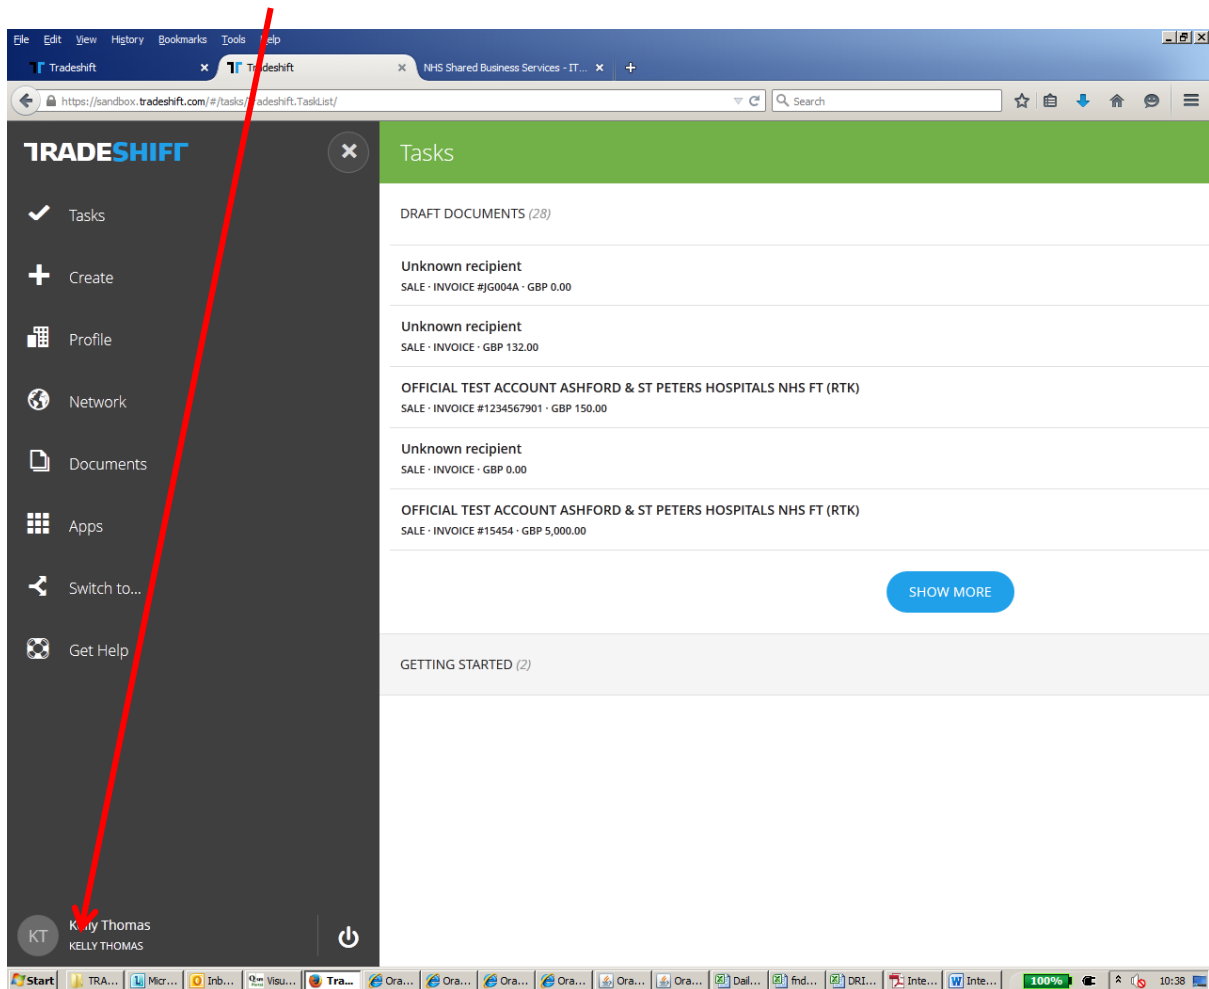 File Edit View History Bookmarks Tools Help
Tradeshift
Tradeshift
NHS Shared Business Services - IT...
https://sandbox.tradeshift.com/#/tasks/Tradeshift.TaskList/
Search
TRADESHIFT
Tasks
Create
Profile
Network
Documents
Apps
Switch to...
Get Help
Kelly Thomas
KT
KELLY THOMAS
Tasks
DRAFT DOCUMENTS (28)
Unknown recipient
SALE · INVOICE #JG004A · GBP 0.00
Unknown recipient
SALE · INVOICE · GBP 132.00
OFFICIAL TEST ACCOUNT ASHFORD & ST PETERS HOSPITALS NHS FT (RTK)
SALE · INVOICE #1234567901 · GBP 150.00
Unknown recipient
SALE · INVOICE · GBP 0.00
OFFICIAL TEST ACCOUNT ASHFORD & ST PETERS HOSPITALS NHS FT (RTK)
SALE · INVOICE #15454 · GBP 5,000.00
SHOW MORE
GETTING STARTED (2)
Start TRA... Micr... Inb... Visu... Tra... Ora... Ora... Ora... Ora... Ora... Ora... Dail... fnd... DRI... Inte... Inte... 100% 10:38